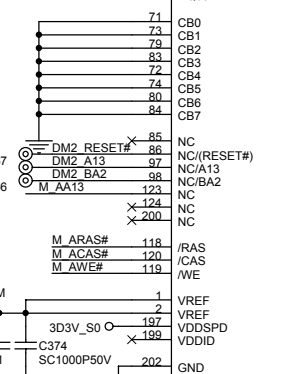 71 CB0
73 CB1
79 CB2
83 CB3
72 CB4
74 CB5
80 CB6
84 CB7
85 NC
DM2_RESET# 86 NC/(RESET#)
7 DM2_A13 97 NC/A13
DM2_BA2 98 NC/BA2
6 M_AA13 123 NC
124 NC
200 NC
M_ARAS# 118 /RAS
M_ACAS# 120 /CAS
M_AWE# 119 /WE
M 1 VREF
2 VREF
3D3V_S0 197 VDDSPD
199 VDDID
C374
SC1000P50V
202 GND